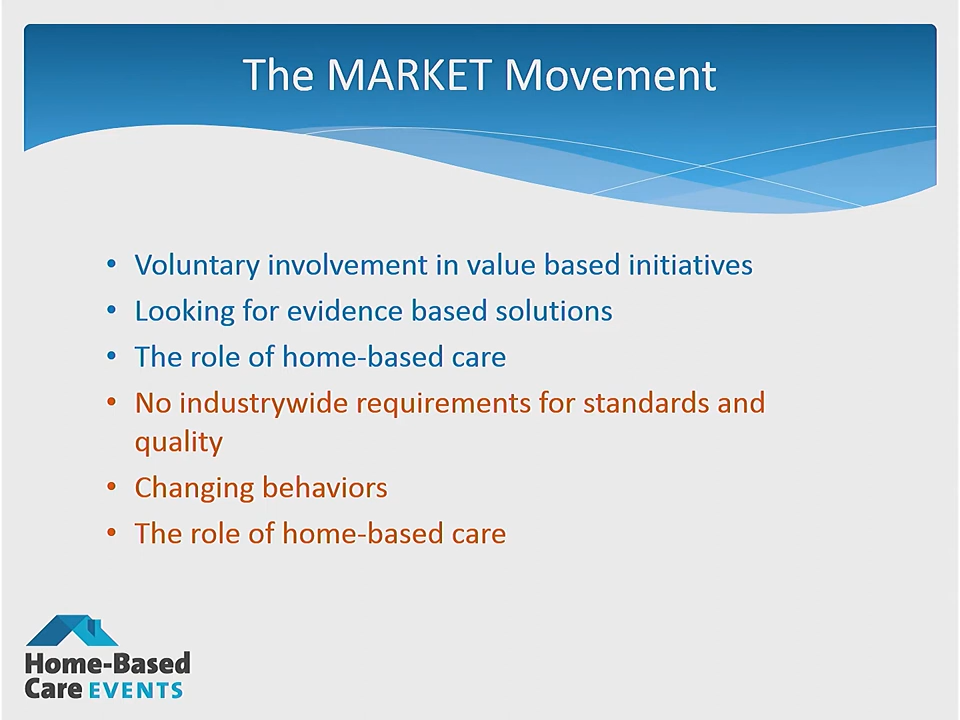 The MARKET Movement
• Voluntary involvement in value based initiatives
• Looking for evidence based solutions
• The role of home-based care
• No industrywide requirements for standards and
quality
• Changing behaviors
• The role of home-based care
Home-Based
Care EVENTS